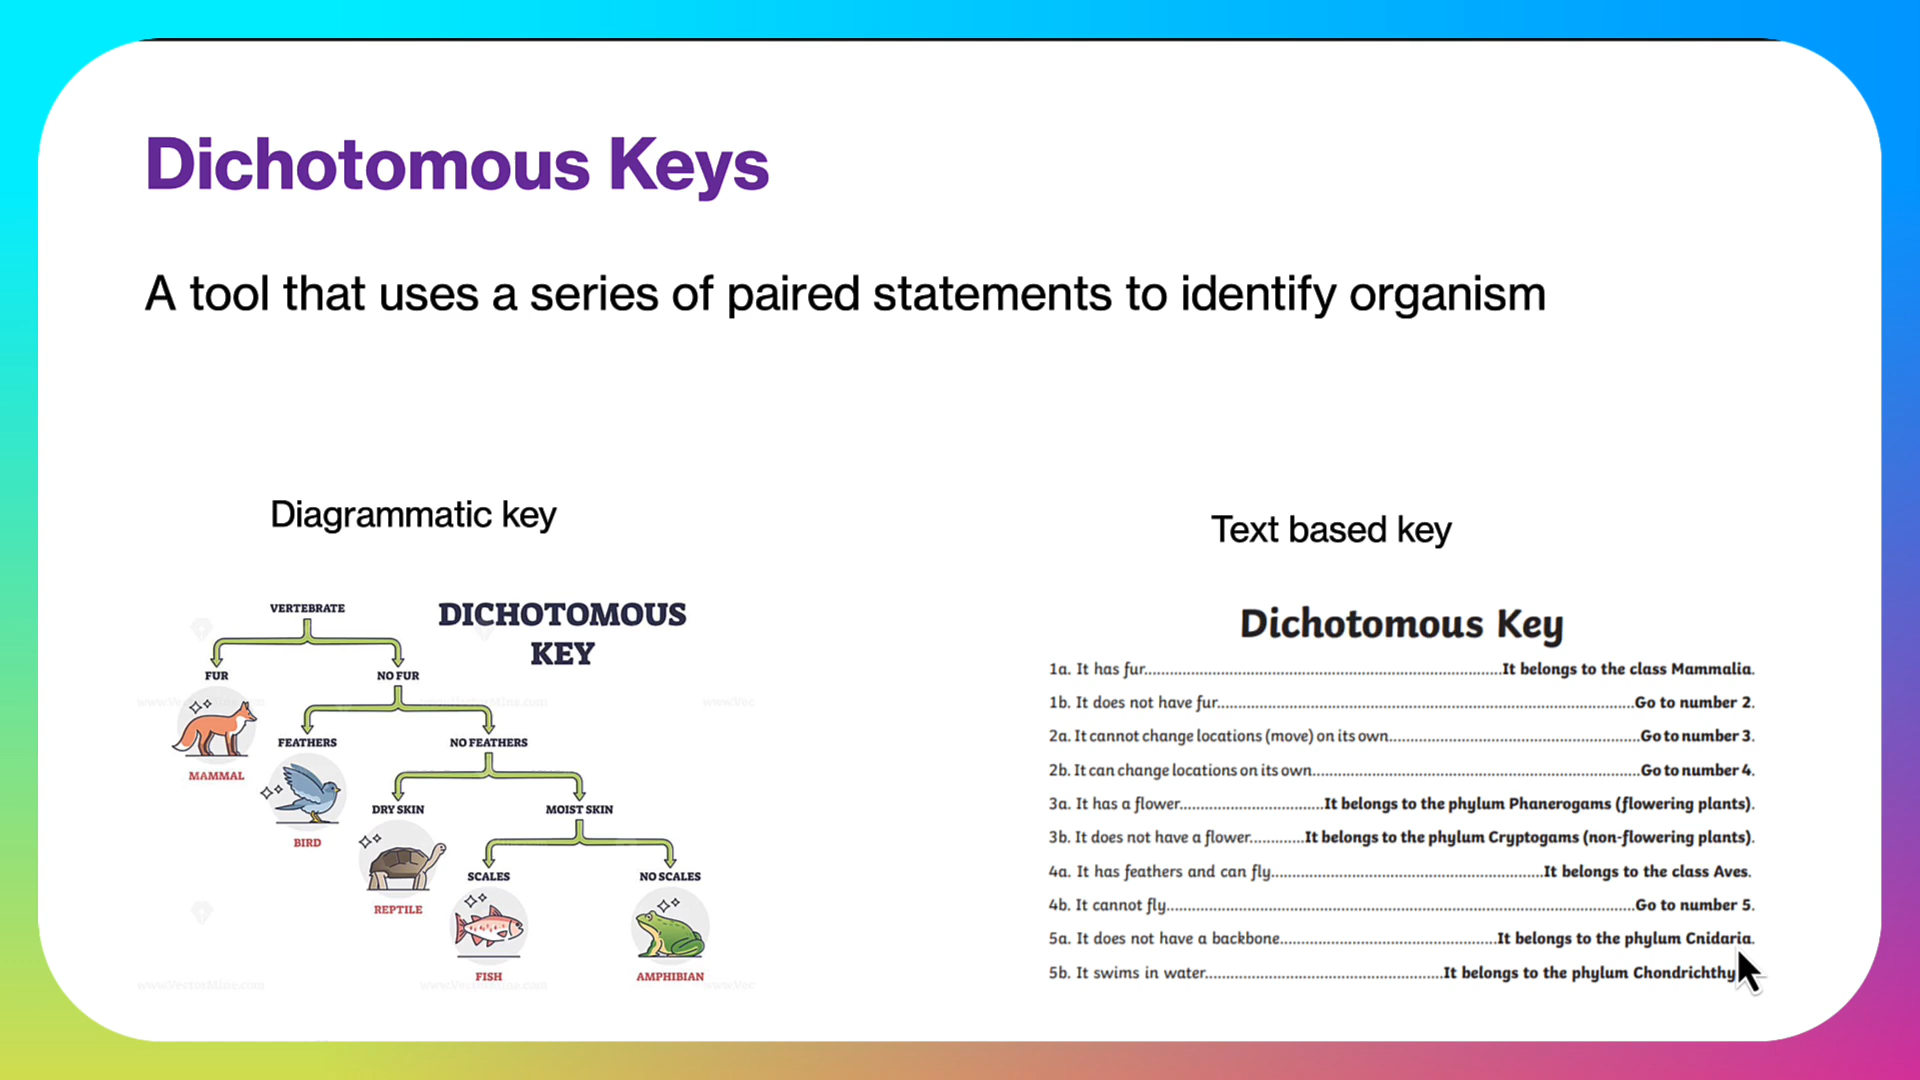 Dichotomous Keys
A tool that uses a series of paired statements to identify organism
Diagrammatic key
DICHOTOMOUS
KEY
VERTEBRATE
FUR
NO FUR
MAMMAL
FEATHERS
NO FEATHERS
BIRD
DRY SKIN
MOIST SKIN
REPTILE
SCALES
NO SCALES
FISH
AMPHIBIAN
www.VectorMine.com
www.VectorMine.com
www.Vec
Text based key
Dichotomous Key
1a. It has fur......................................................................................It belongs to the class Mammalia.
1b. It does not have fur....................................................................................................Go to number 2.
2a. It cannot change locations (move) on its own............................................................Go to number 3.
2b. It can change locations on its own...............................................................................Go to number 4.
3a. It has a flower..................................It belongs to the phylum Phanerogams (flowering plants).
3b. It does not have a flower.............It belongs to the phylum Cryptogams (non-flowering plants).
4a. It has feathers and can fly..................................................................It belongs to the class Aves.
4b. It cannot fly.................................................................................................................Go to number 5.
5a. It does not have a backbone....................................................It belongs to the phylum Cnidaria.
5b. It swims in water.........................................................It belongs to the phylum Chondrichthy